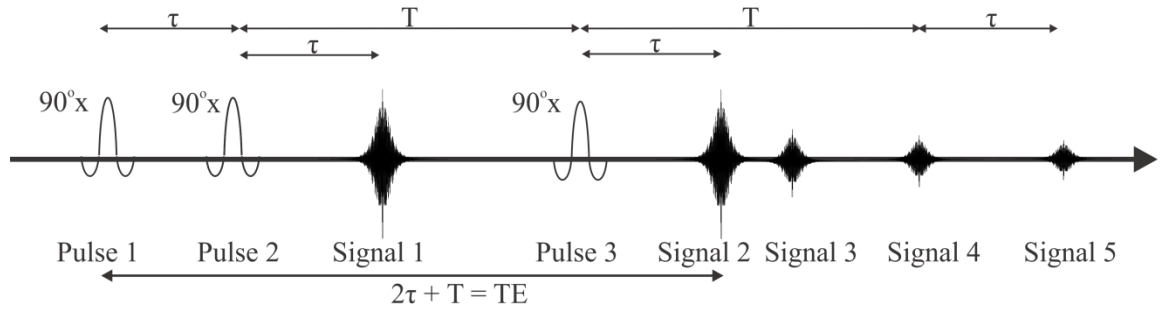 τ T T τ
τ τ
90°x 90°x 90°x
Pulse 1 Pulse 2 Signal 1 Pulse 3 Signal 2 Signal 3 Signal 4 Signal 5
2τ + T = TE